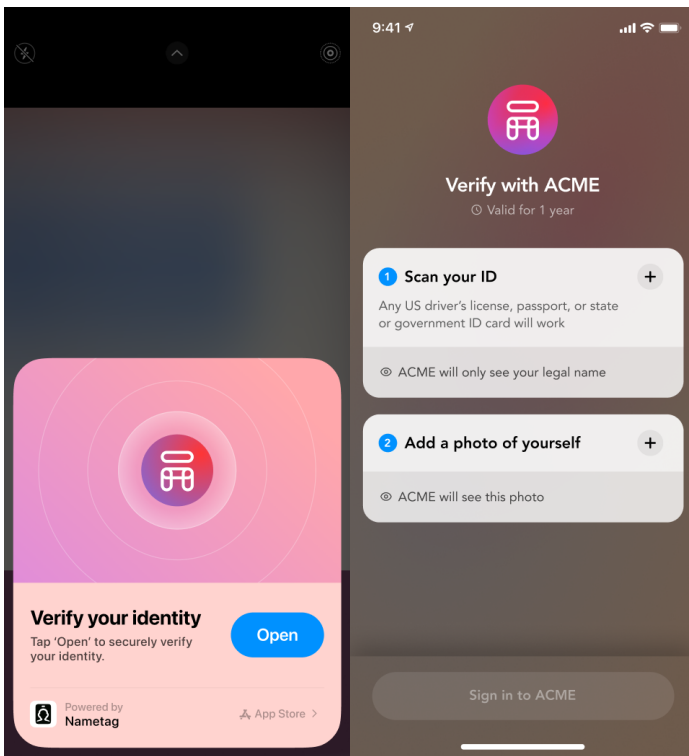 Verify your identity
Tap 'Open' to securely verify
your identity.
Open
Powered by
Nametag
App Store
9:41
Verify with ACME
Valid for 1 year
1 Scan your ID
Any US driver's license, passport, or state
or government ID card will work
ACME will only see your legal name
2 Add a photo of yourself
ACME will see this photo
Sign in to ACME